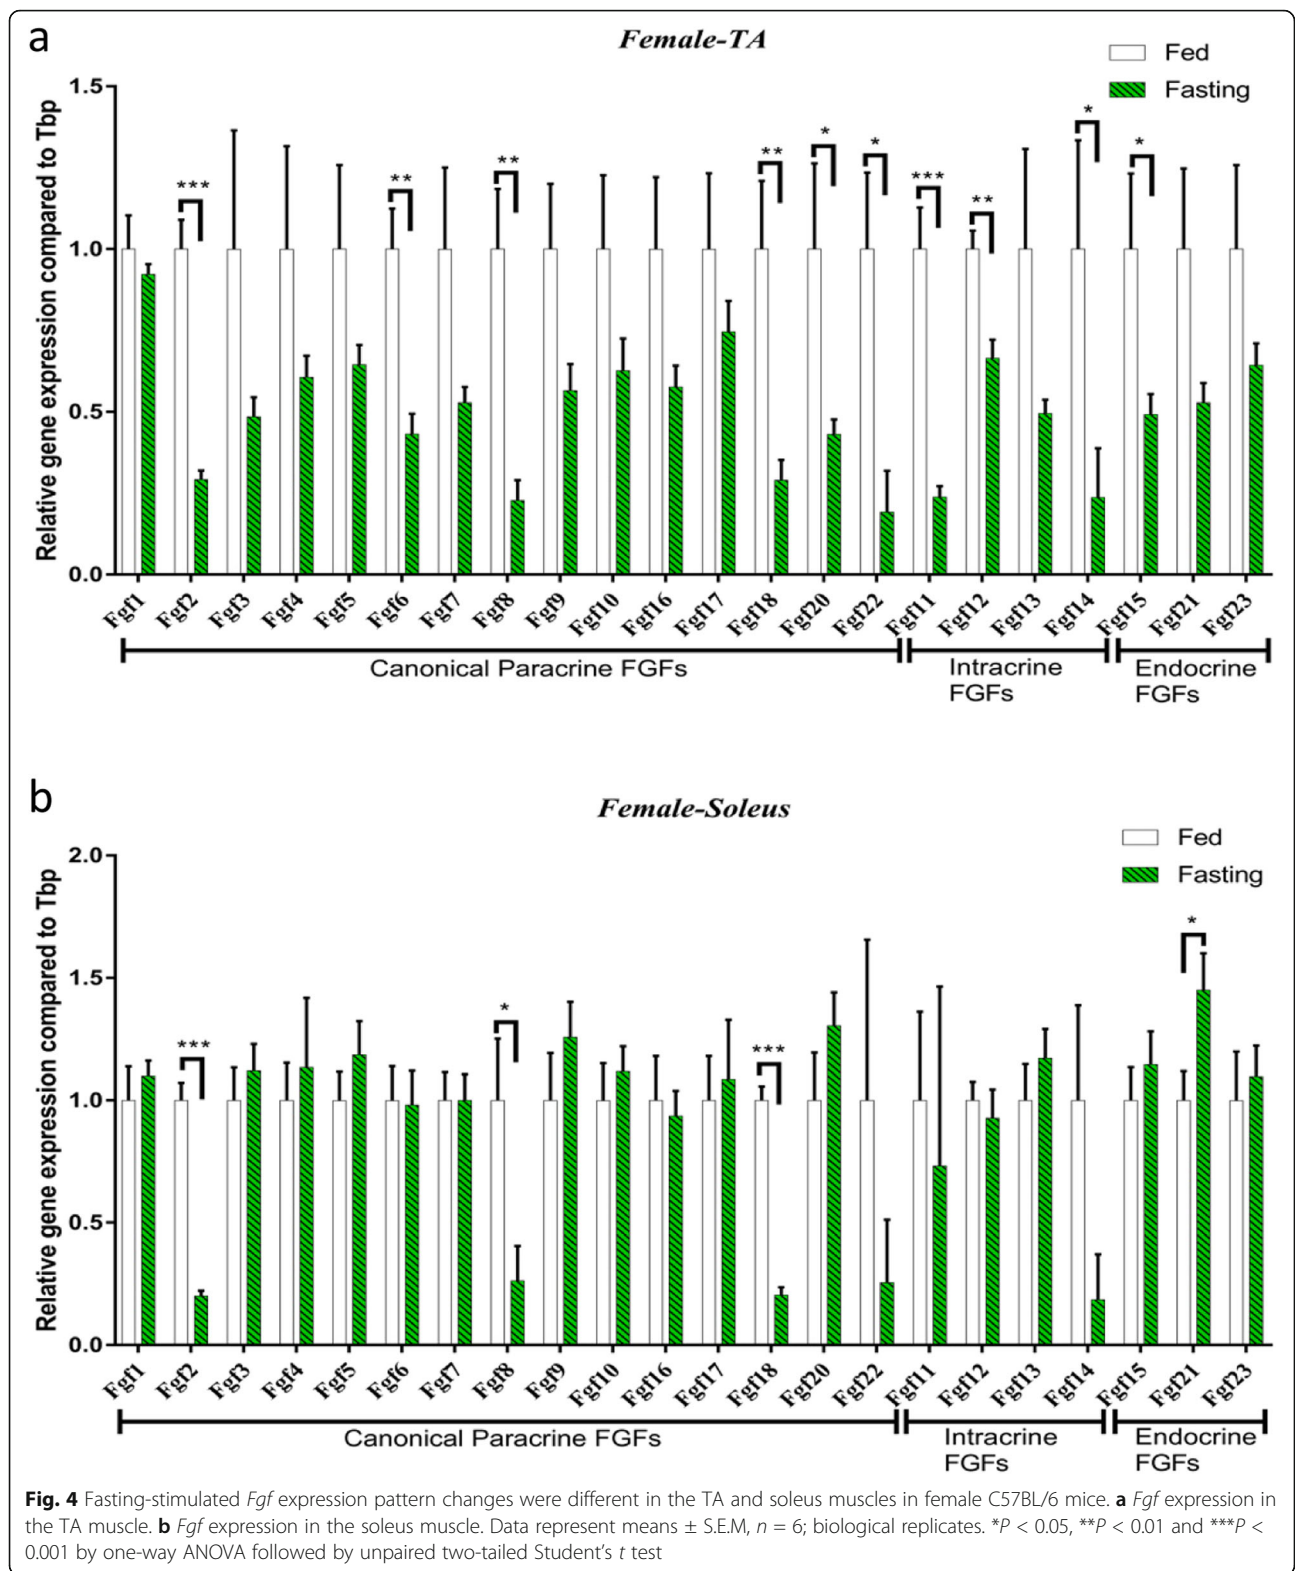 a
Female-TA
Fed
Fasting
Relative gene expression compared to Tbp
1.5
1.0
0.5
0.0
*** ** ** ** * * *** ** * *
Fgf1 Fgf2 Fgf3 Fgf4 Fgf5 Fgf6 Fgf7 Fgf8 Fgf9 Fgf10 Fgf16 Fgf17 Fgf18 Fgf20 Fgf22 Fgf11 Fgf12 Fgf13 Fgf14 Fgf15 Fgf21 Fgf23
Canonical Paracrine FGFs
Intracrine
FGFs
Endocrine
FGFs
b
Female-Soleus
Fed
Fasting
Relative gene expression compared to Tbp
2.0
1.5
1.0
0.5
0.0
*** * *** *
Fgf1 Fgf2 Fgf3 Fgf4 Fgf5 Fgf6 Fgf7 Fgf8 Fgf9 Fgf10 Fgf16 Fgf17 Fgf18 Fgf20 Fgf22 Fgf11 Fgf12 Fgf13 Fgf14 Fgf15 Fgf21 Fgf23
Canonical Paracrine FGFs
Intracrine
FGFs
Endocrine
FGFs
Fig. 4 Fasting-stimulated Fgf expression pattern changes were different in the TA and soleus muscles in female C57BL/6 mice. a Fgf expression in
the TA muscle. b Fgf expression in the soleus muscle. Data represent means ± S.E.M, n = 6; biological replicates. *P < 0.05, **P < 0.01 and ***P <
0.001 by one-way ANOVA followed by unpaired two-tailed Student's t test